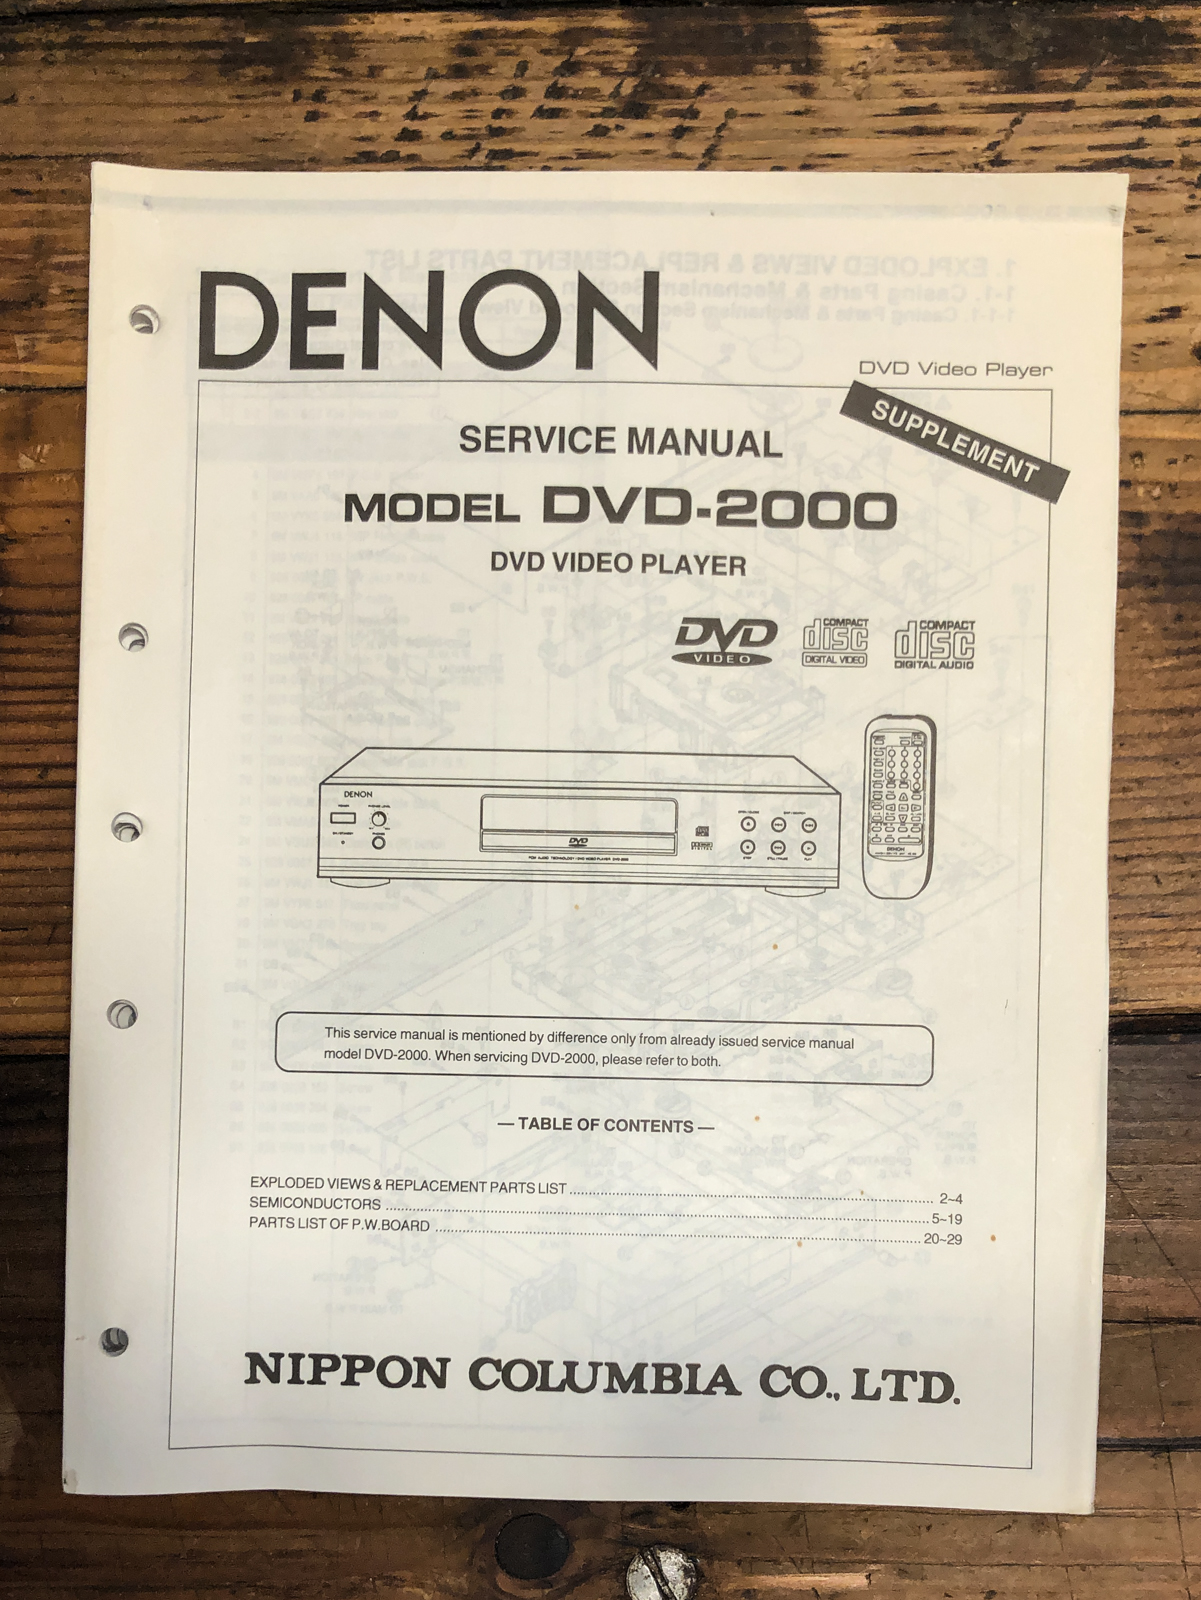 DENON
DVD Video Player
SUPPLEMENT
SERVICE MANUAL
MODEL DVD-2000
DVD VIDEO PLAYER
DVD VIDEO
COMPACT disc DIGITAL VIDEO
COMPACT disc DIGITAL AUDIO
DENON
DVD
This service manual is mentioned by difference only from already issued service manual
model DVD-2000. When servicing DVD-2000, please refer to both.
— TABLE OF CONTENTS —
EXPLODED VIEWS & REPLACEMENT PARTS LIST ........ 2~4
SEMICONDUCTORS ........ 5~19
PARTS LIST OF P.W.BOARD ........ 20~29
NIPPON COLUMBIA CO., LTD.